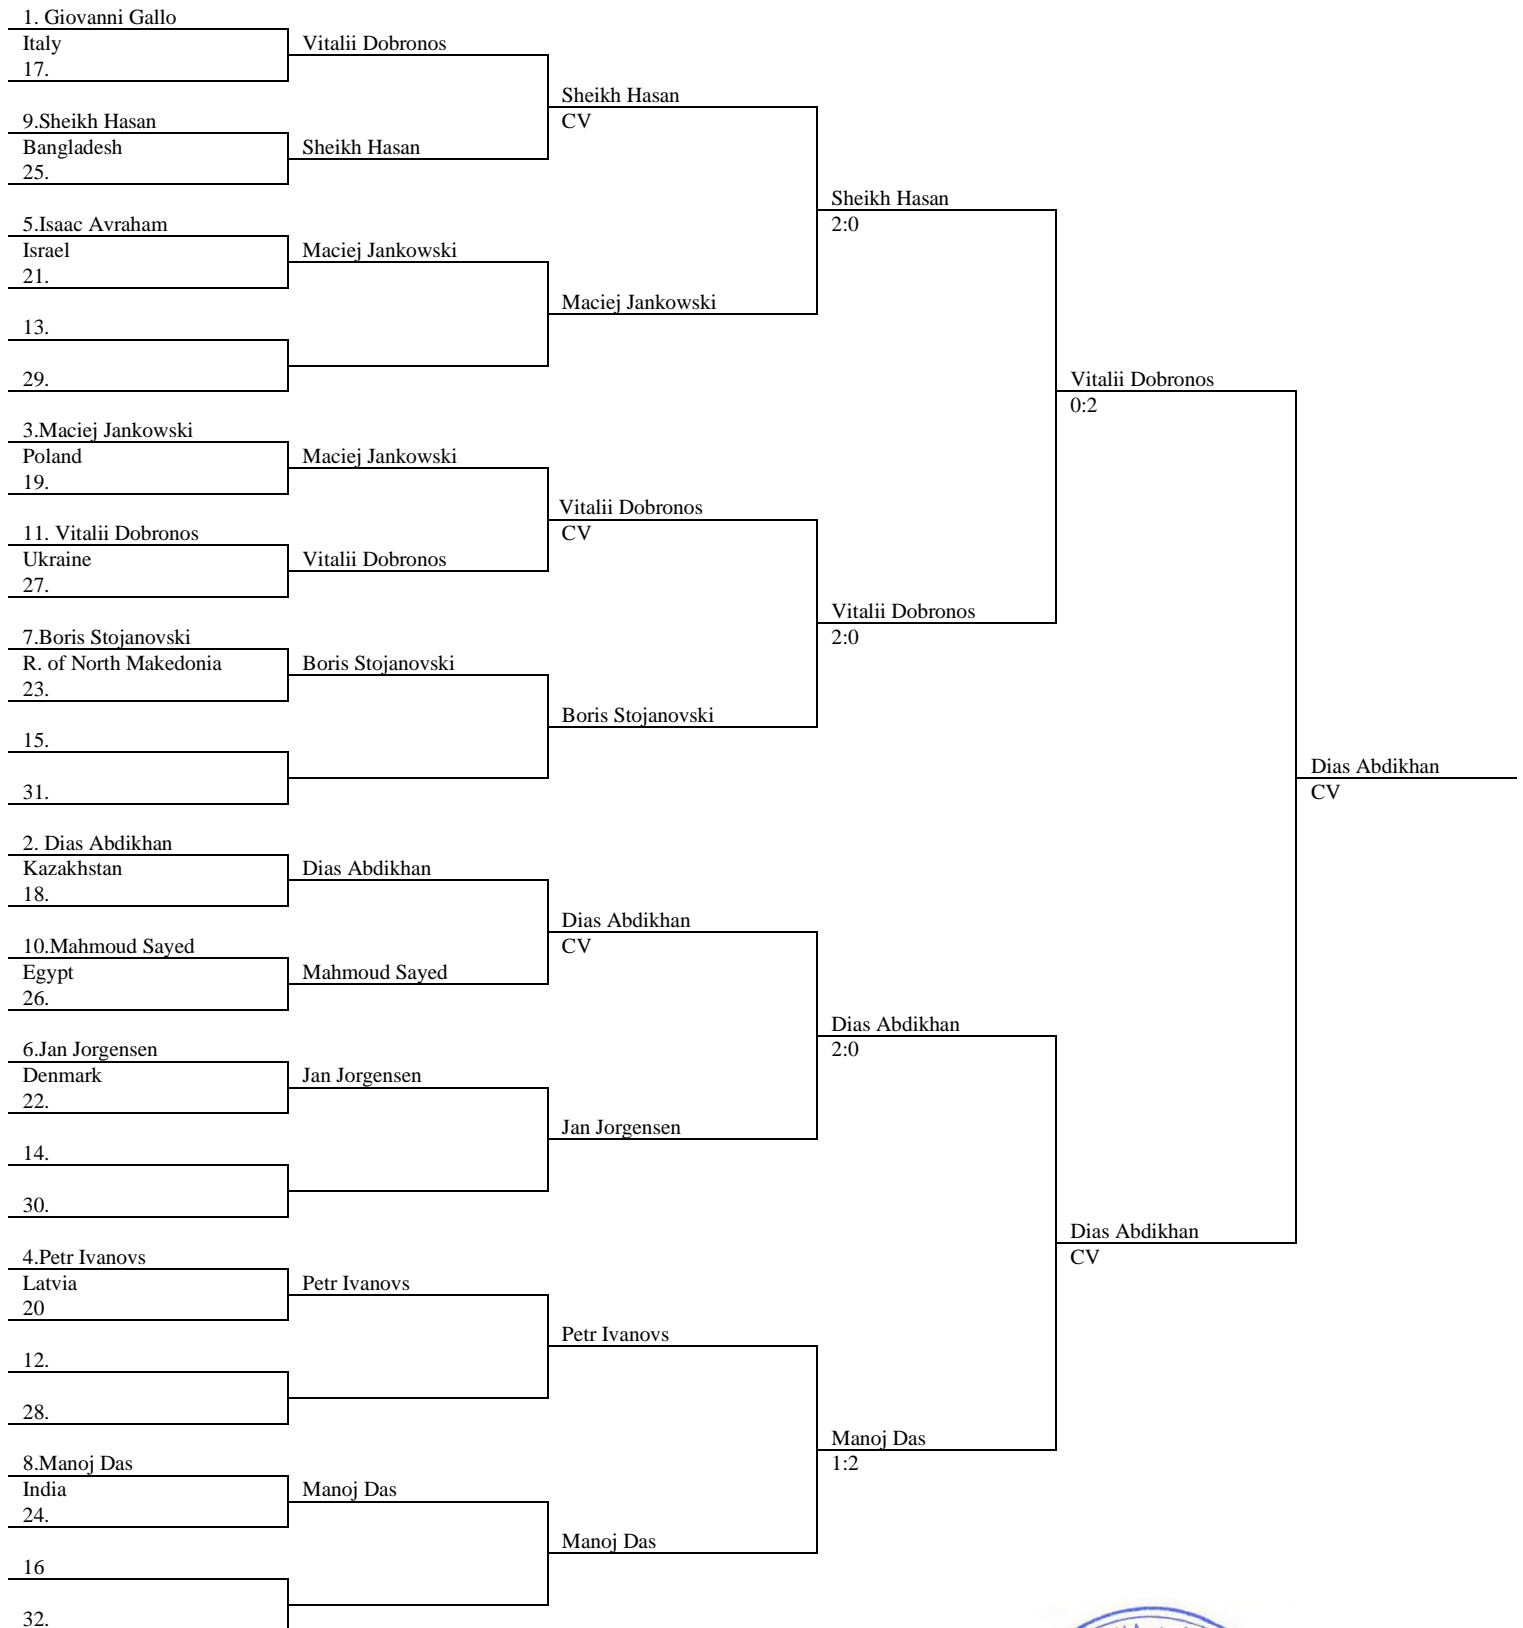 1. Giovanni Gallo
Italy
17.
9.Sheikh Hasan
Bangladesh
25.
5.Isaac Avraham
Israel
21.
13.
29.
3.Maciej Jankowski
Poland
19.
11. Vitalii Dobronos
Ukraine
27.
7.Boris Stojanovski
R. of North Makedonia
23.
15.
31.
2. Dias Abdikhan
Kazakhstan
18.
10.Mahmoud Sayed
Egypt
26.
6.Jan Jorgensen
Denmark
22.
14.
30.
4.Petr Ivanovs
Latvia
20
12.
28.
8.Manoj Das
India
24.
16
32.
Vitalii Dobronos
Sheikh Hasan
Maciej Jankowski
Maciej Jankowski
Vitalii Dobronos
Boris Stojanovski
Dias Abdikhan
Mahmoud Sayed
Jan Jorgensen
Petr Ivanovs
Manoj Das
Sheikh Hasan
CV
Maciej Jankowski
Vitalii Dobronos
CV
Boris Stojanovski
Dias Abdikhan
CV
Jan Jorgensen
Petr Ivanovs
Manoj Das
Sheikh Hasan
2:0
Vitalii Dobronos
2:0
Dias Abdikhan
2:0
Manoj Das
1:2
Vitalii Dobronos
0:2
Dias Abdikhan
CV
Dias Abdikhan
CV